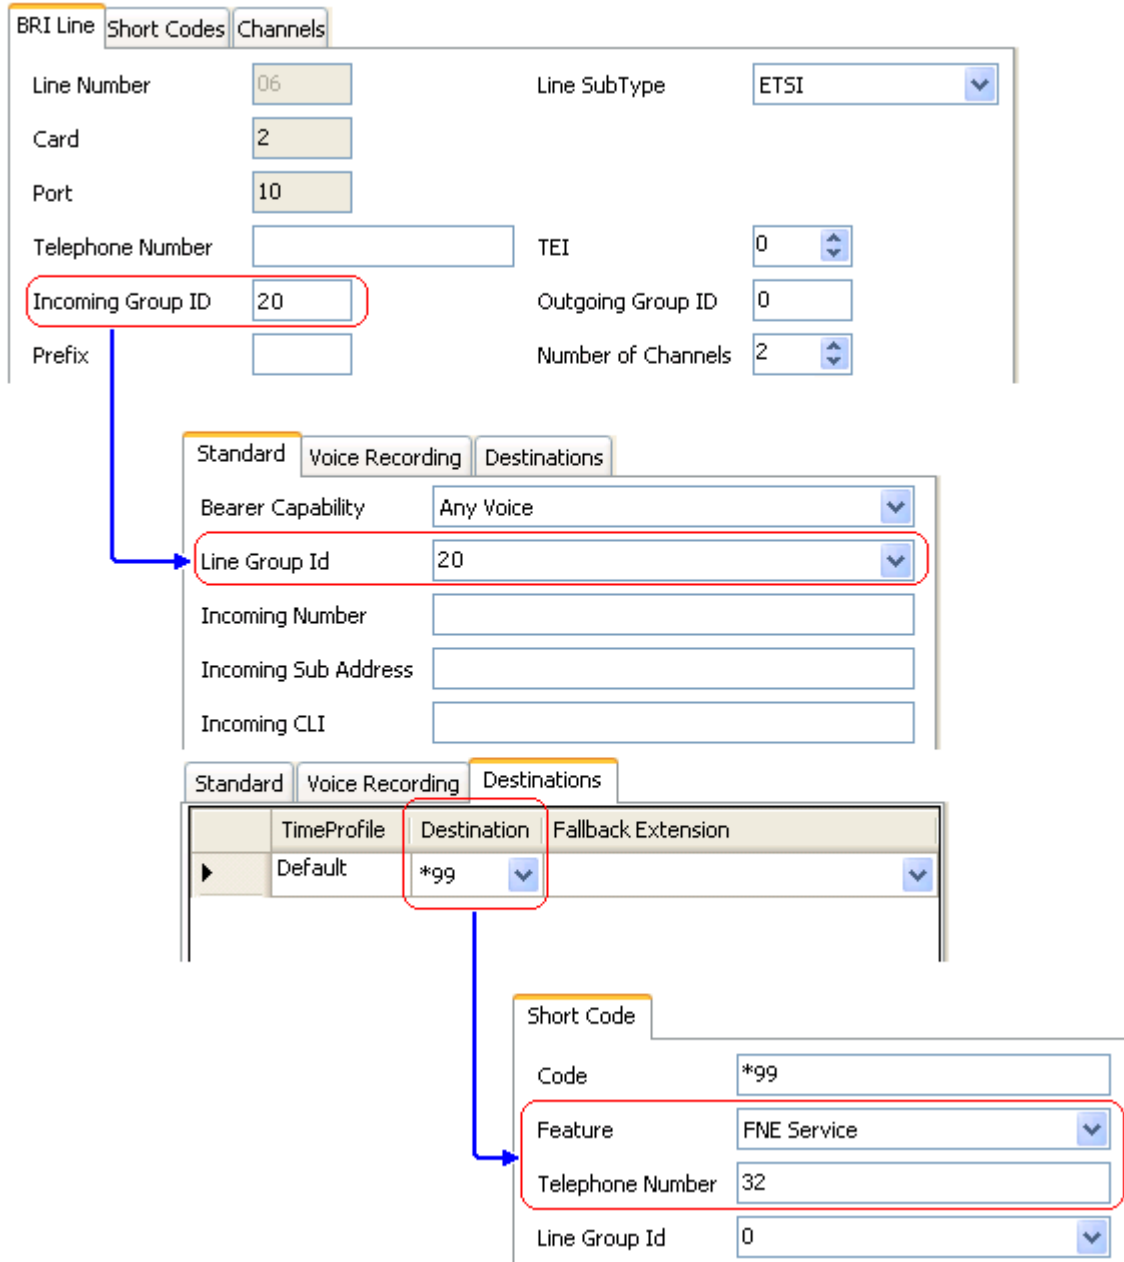 BRI Line Short Codes Channels
Line Number 06 Line SubType ETSI
Card 2
Port 10
Telephone Number TEI 0
Incoming Group ID 20 Outgoing Group ID 0
Prefix Number of Channels 2
Standard Voice Recording Destinations
Bearer Capability Any Voice
Line Group Id 20
Incoming Number
Incoming Sub Address
Incoming CLI
Standard Voice Recording Destinations
TimeProfile Destination Fallback Extension
Default *99
Short Code
Code *99
Feature FNE Service
Telephone Number 32
Line Group Id 0